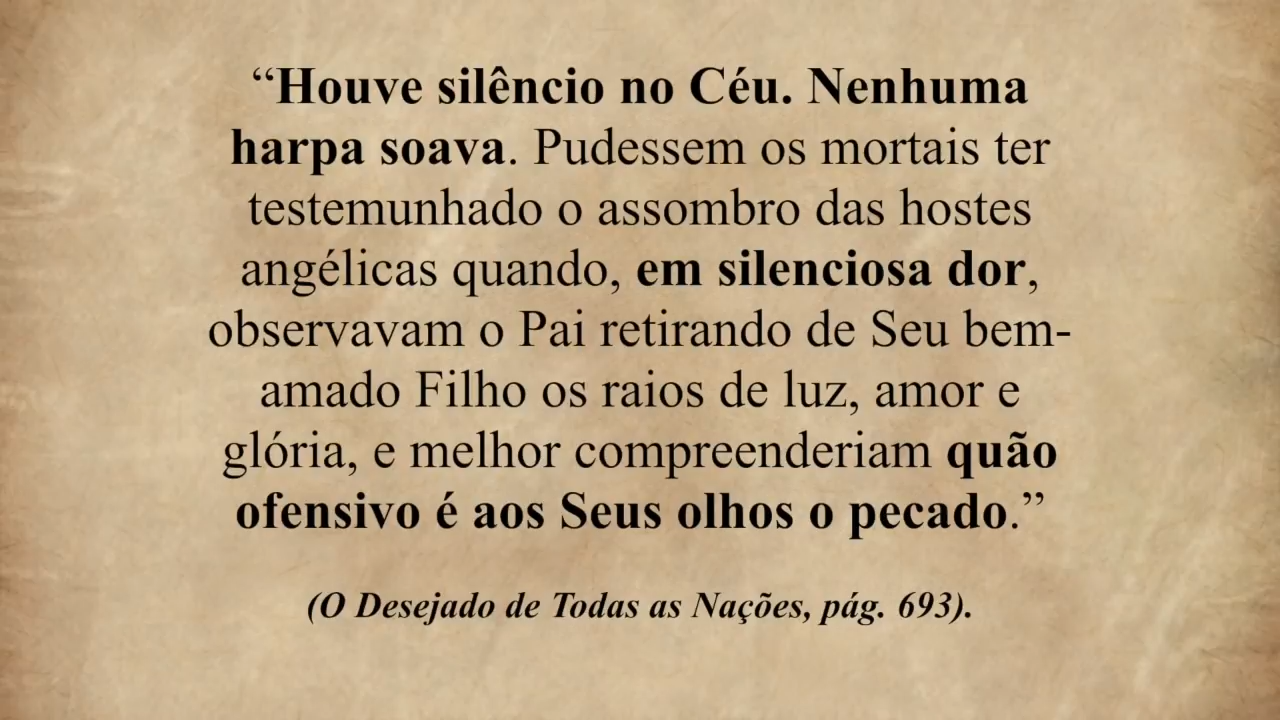 “Houve silêncio no Céu. Nenhuma
harpa soava. Pudessem os mortais ter
testemunhado o assombro das hostes
angélicas quando, em silenciosa dor,
observavam o Pai retirando de Seu bem-
amado Filho os raios de luz, amor e
glória, e melhor compreenderiam quão
ofensivo é aos Seus olhos o pecado.”
(O Desejado de Todas as Nações, pág. 693).